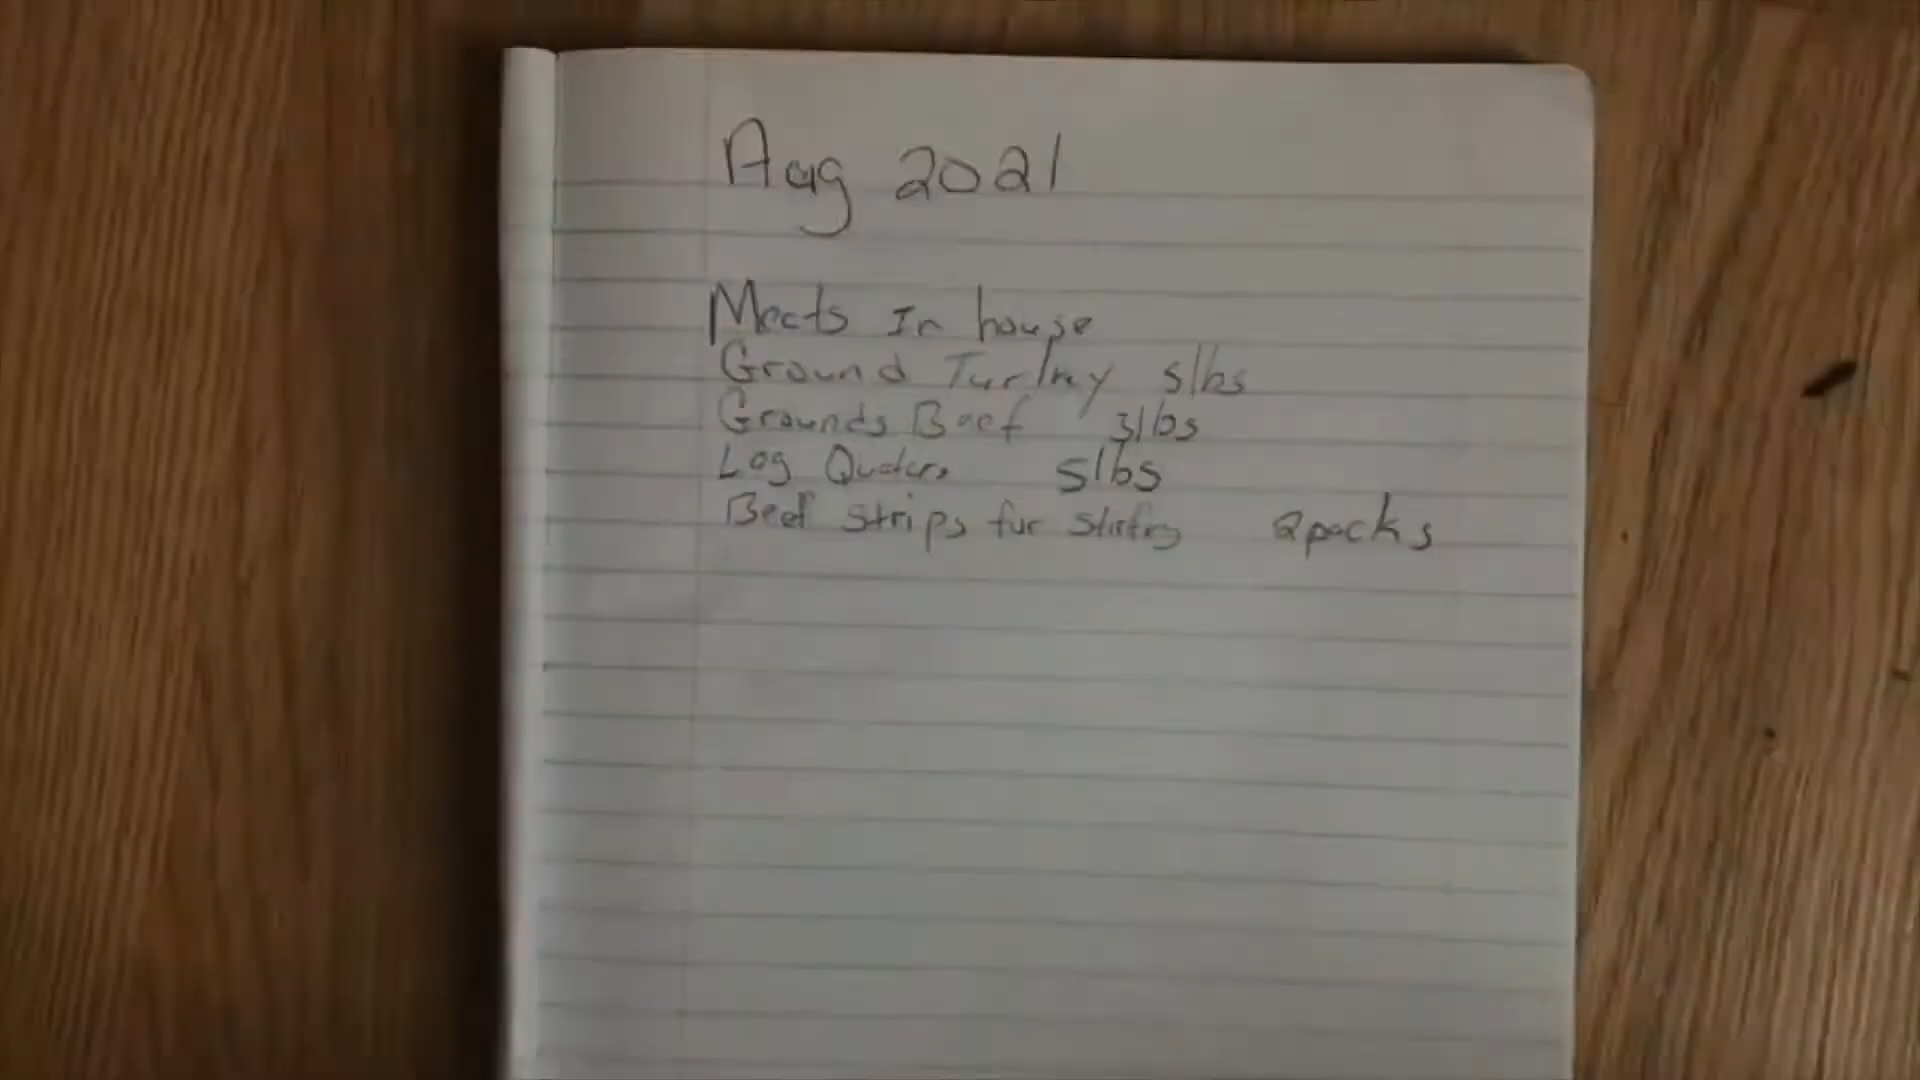 Aug 2021
Meats In house
Ground Turkey 5lbs
Grounds Beef 3lbs
Leg Quaters 5lbs
Beef strips for stirfry 2packs